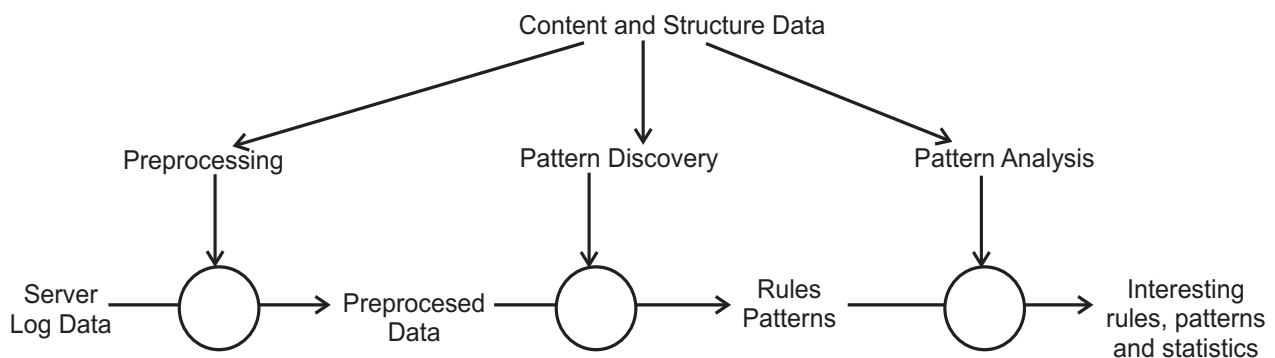 Content and Structure Data
Preprocessing
Pattern Discovery
Pattern Analysis
Server
Log Data
Preprocesed
Data
Rules
Patterns
Interesting
rules, patterns
and statistics